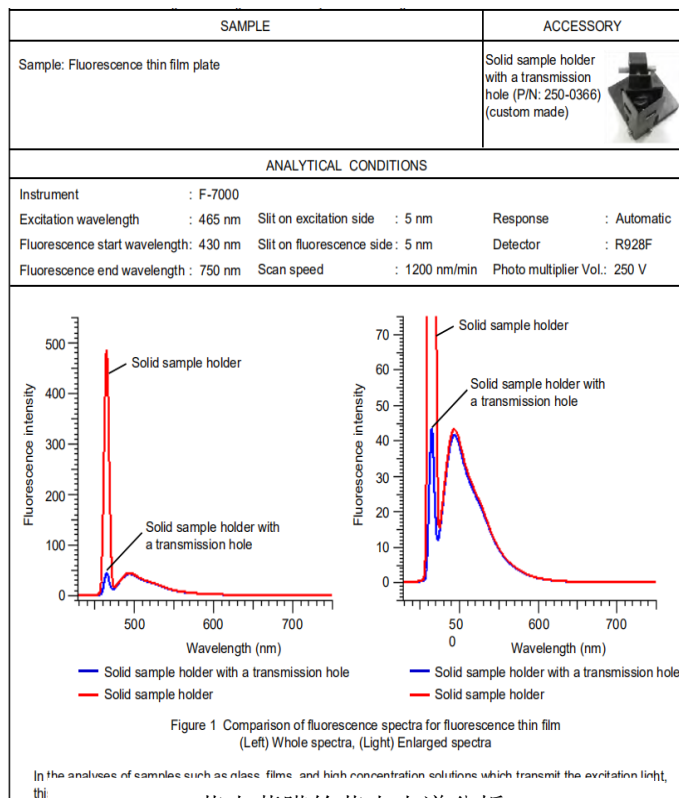 SAMPLE
ACCESSORY
Sample: Fluorescence thin film plate
Solid sample holder
with a transmission
hole (P/N: 250-0366)
(custom made)
ANALYTICAL CONDITIONS
Instrument : F-7000
Excitation wavelength : 465 nm Slit on excitation side : 5 nm Response : Automatic
Fluorescence start wavelength: 430 nm Slit on fluorescence side : 5 nm Detector : R928F
Fluorescence end wavelength : 750 nm Scan speed : 1200 nm/min Photo multiplier Vol.: 250 V
500
400
300
200
100
0
Fluorescence intensity
Solid sample holder
Solid sample holder with
a transmission hole
500 600 700
Wavelength (nm)
Solid sample holder with a transmission hole
Solid sample holder
70
60
50
40
30
20
10
0
Fluorescence intensity
Solid sample holder
Solid sample holder with
a transmission hole
50
0
600 700
Wavelength (nm)
Solid sample holder with a transmission hole
Solid sample holder
Figure 1 Comparison of fluorescence spectra for fluorescence thin film
(Left) Whole spectra, (Light) Enlarged spectra
In the analyses of samples such as glass, films, and high concentration solutions which transmit the excitation light,